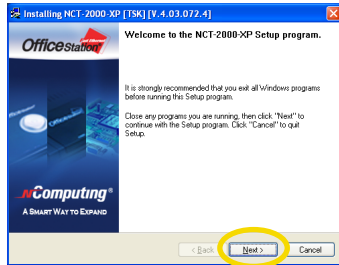 Installing NCT-2000-XP [TSK] [V.4.03.072.4]
Officestation
Welcome to the NCT-2000-XP Setup program.
It is strongly recommended that you exit all Windows programs
before running this Setup program.
Close any programs you are running, then click "Next" to
continue with the Setup program. Click "Cancel" to quit
Setup.
NComputing®
A SMART WAY TO EXPAND
< Back
Next >
Cancel